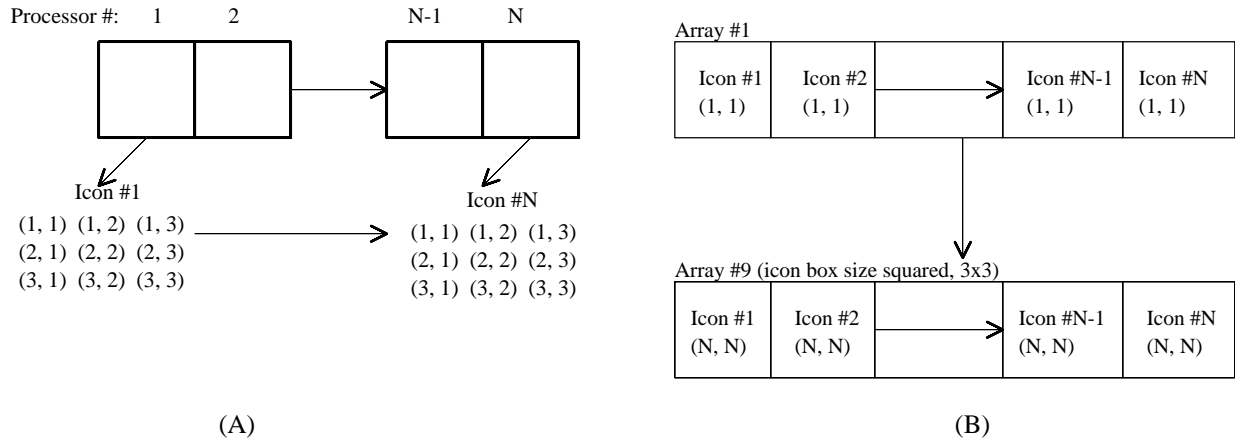 Processor #: 1 2 N-1 N
Icon #1
(1, 1) (1, 2) (1, 3)
(2, 1) (2, 2) (2, 3)
(3, 1) (3, 2) (3, 3)
Icon #N
(1, 1) (1, 2) (1, 3)
(2, 1) (2, 2) (2, 3)
(3, 1) (3, 2) (3, 3)
(A)
Array #1
Icon #1 Icon #2 Icon #N-1 Icon #N
(1, 1) (1, 1) (1, 1) (1, 1)
Array #9 (icon box size squared, 3x3)
Icon #1 Icon #2 Icon #N-1 Icon #N
(N, N) (N, N) (N, N) (N, N)
(B)